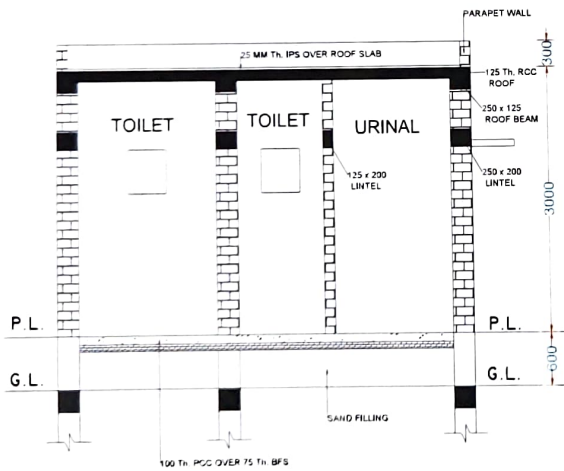 PARAPET WALL
25 MM Th. IPS OVER ROOF SLAB
300
125 Th. RCC
ROOF
250 x 125
ROOF BEAM
TOILET
TOILET
URINAL
125 x 200
LINTEL
250 x 200
LINTEL
3000
P.L.
P.L.
600
G.L.
G.L.
SAND FILLING
100 Th. PCC OVER 75 Th. BFS